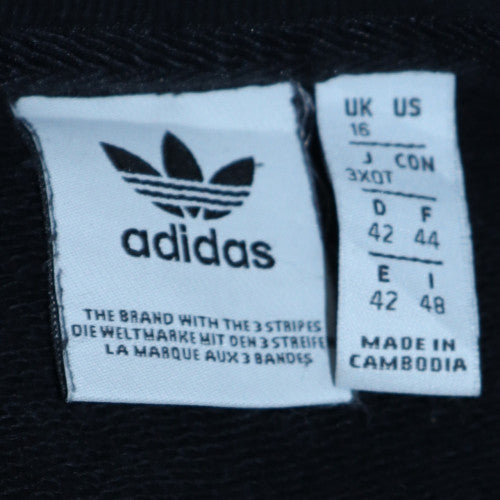 adidas
THE BRAND WITH THE 3 STRIPES
DIE WELTMARKE MIT DEN 3 STREIFEN
LA MARQUE AUX 3 BANDES
UK US
16
J CON
3XOT
D F
42 44
E I
42 48
MADE IN
CAMBODIA